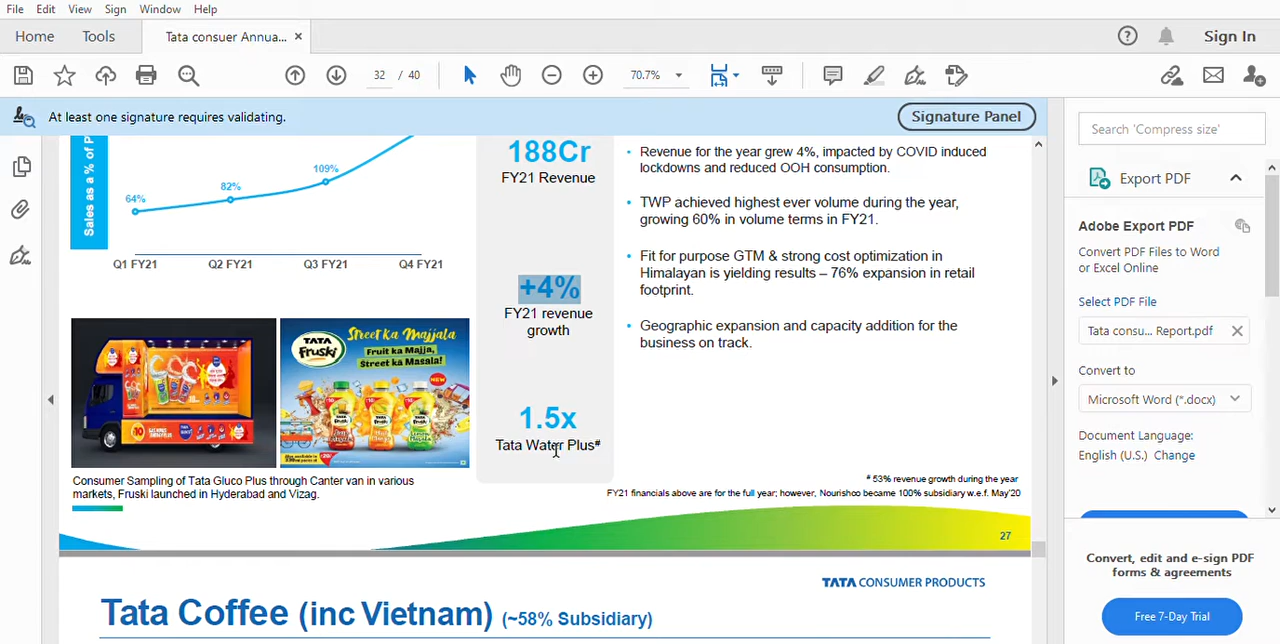 File Edit View Sign Window Help
Home Tools Tata consuer Annua... × Sign In
32 / 40 70.7%
At least one signature requires validating. Signature Panel
Sales as a % of P
64%
82%
109%
Q1 FY21 Q2 FY21 Q3 FY21 Q4 FY21
TATA
Fruski
Street Ka Majjala
Fruit ka Majja,
Street ka Masala!
NEW
Consumer Sampling of Tata Gluco Plus through Canter van in various
markets, Fruski launched in Hyderabad and Vizag.
188Cr
FY21 Revenue
+4%
FY21 revenue
growth
1.5x
Tata Water Plus#
• Revenue for the year grew 4%, impacted by COVID induced
lockdowns and reduced OOH consumption.
• TWP achieved highest ever volume during the year,
growing 60% in volume terms in FY21.
• Fit for purpose GTM & strong cost optimization in
Himalayan is yielding results – 76% expansion in retail
footprint.
• Geographic expansion and capacity addition for the
business on track.
# 53% revenue growth during the year
FY21 financials above are for the full year; however, Nourishco became 100% subsidiary w.e.f. May'20
27
TATA CONSUMER PRODUCTS
Tata Coffee (inc Vietnam) (~58% Subsidiary)
Search 'Compress size'
Export PDF
Adobe Export PDF
Convert PDF Files to Word
or Excel Online
Select PDF File
Tata consu... Report.pdf ×
Convert to
Microsoft Word (*.docx)
Document Language:
English (U.S.) Change
Convert, edit and e-sign PDF
forms & agreements
Free 7-Day Trial